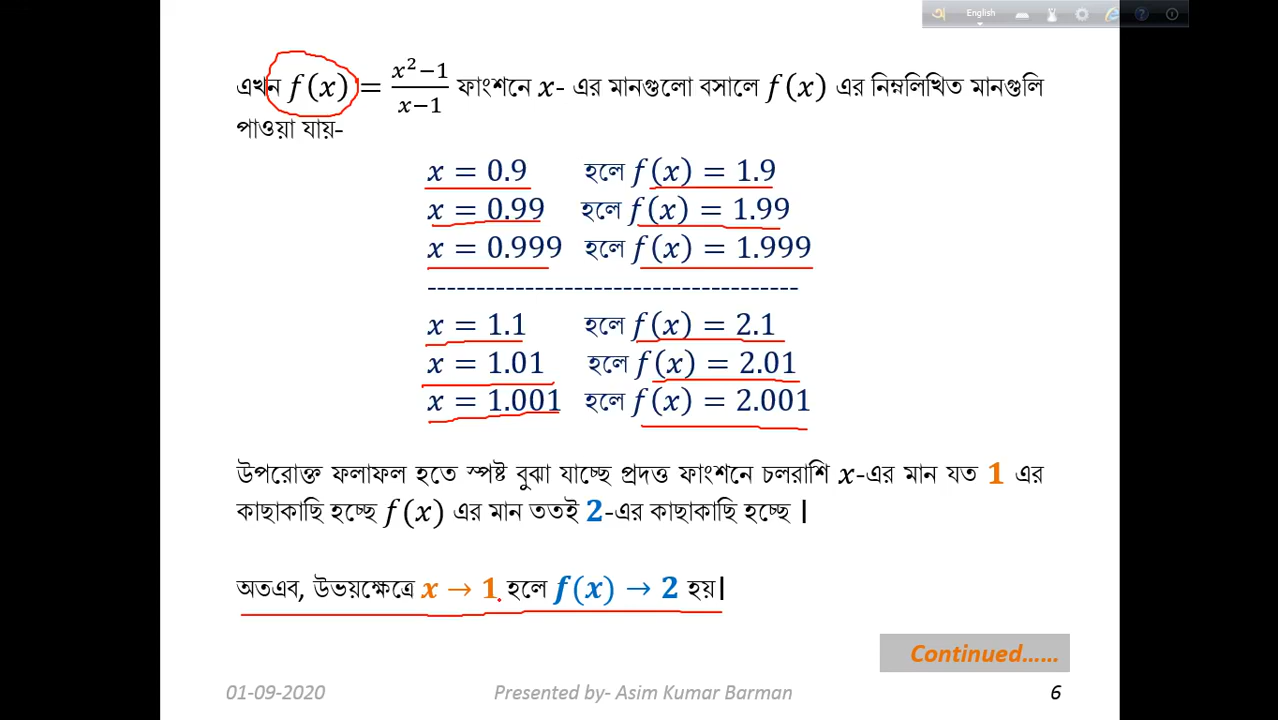 অ English
এখন f(x) = x²−1/x−1 ফাংশনে x- এর মানগুলো বসালে f(x) এর নিম্নলিখিত মানগুলি
পাওয়া যায়-
x = 0.9 হলে f(x) = 1.9
x = 0.99 হলে f(x) = 1.99
x = 0.999 হলে f(x) = 1.999
--------------------------------------
x = 1.1 হলে f(x) = 2.1
x = 1.01 হলে f(x) = 2.01
x = 1.001 হলে f(x) = 2.001
উপরোক্ত ফলাফল হতে স্পষ্ট বুঝা যাচ্ছে প্রদত্ত ফাংশনে চলরাশি x-এর মান যত 1 এর
কাছাকাছি হচ্ছে f(x) এর মান ততই 2-এর কাছাকাছি হচ্ছে |
অতএব, উভয়ক্ষেত্রে x → 1 হলে f(x) → 2 হয়|
Continued......
01-09-2020 Presented by- Asim Kumar Barman 6